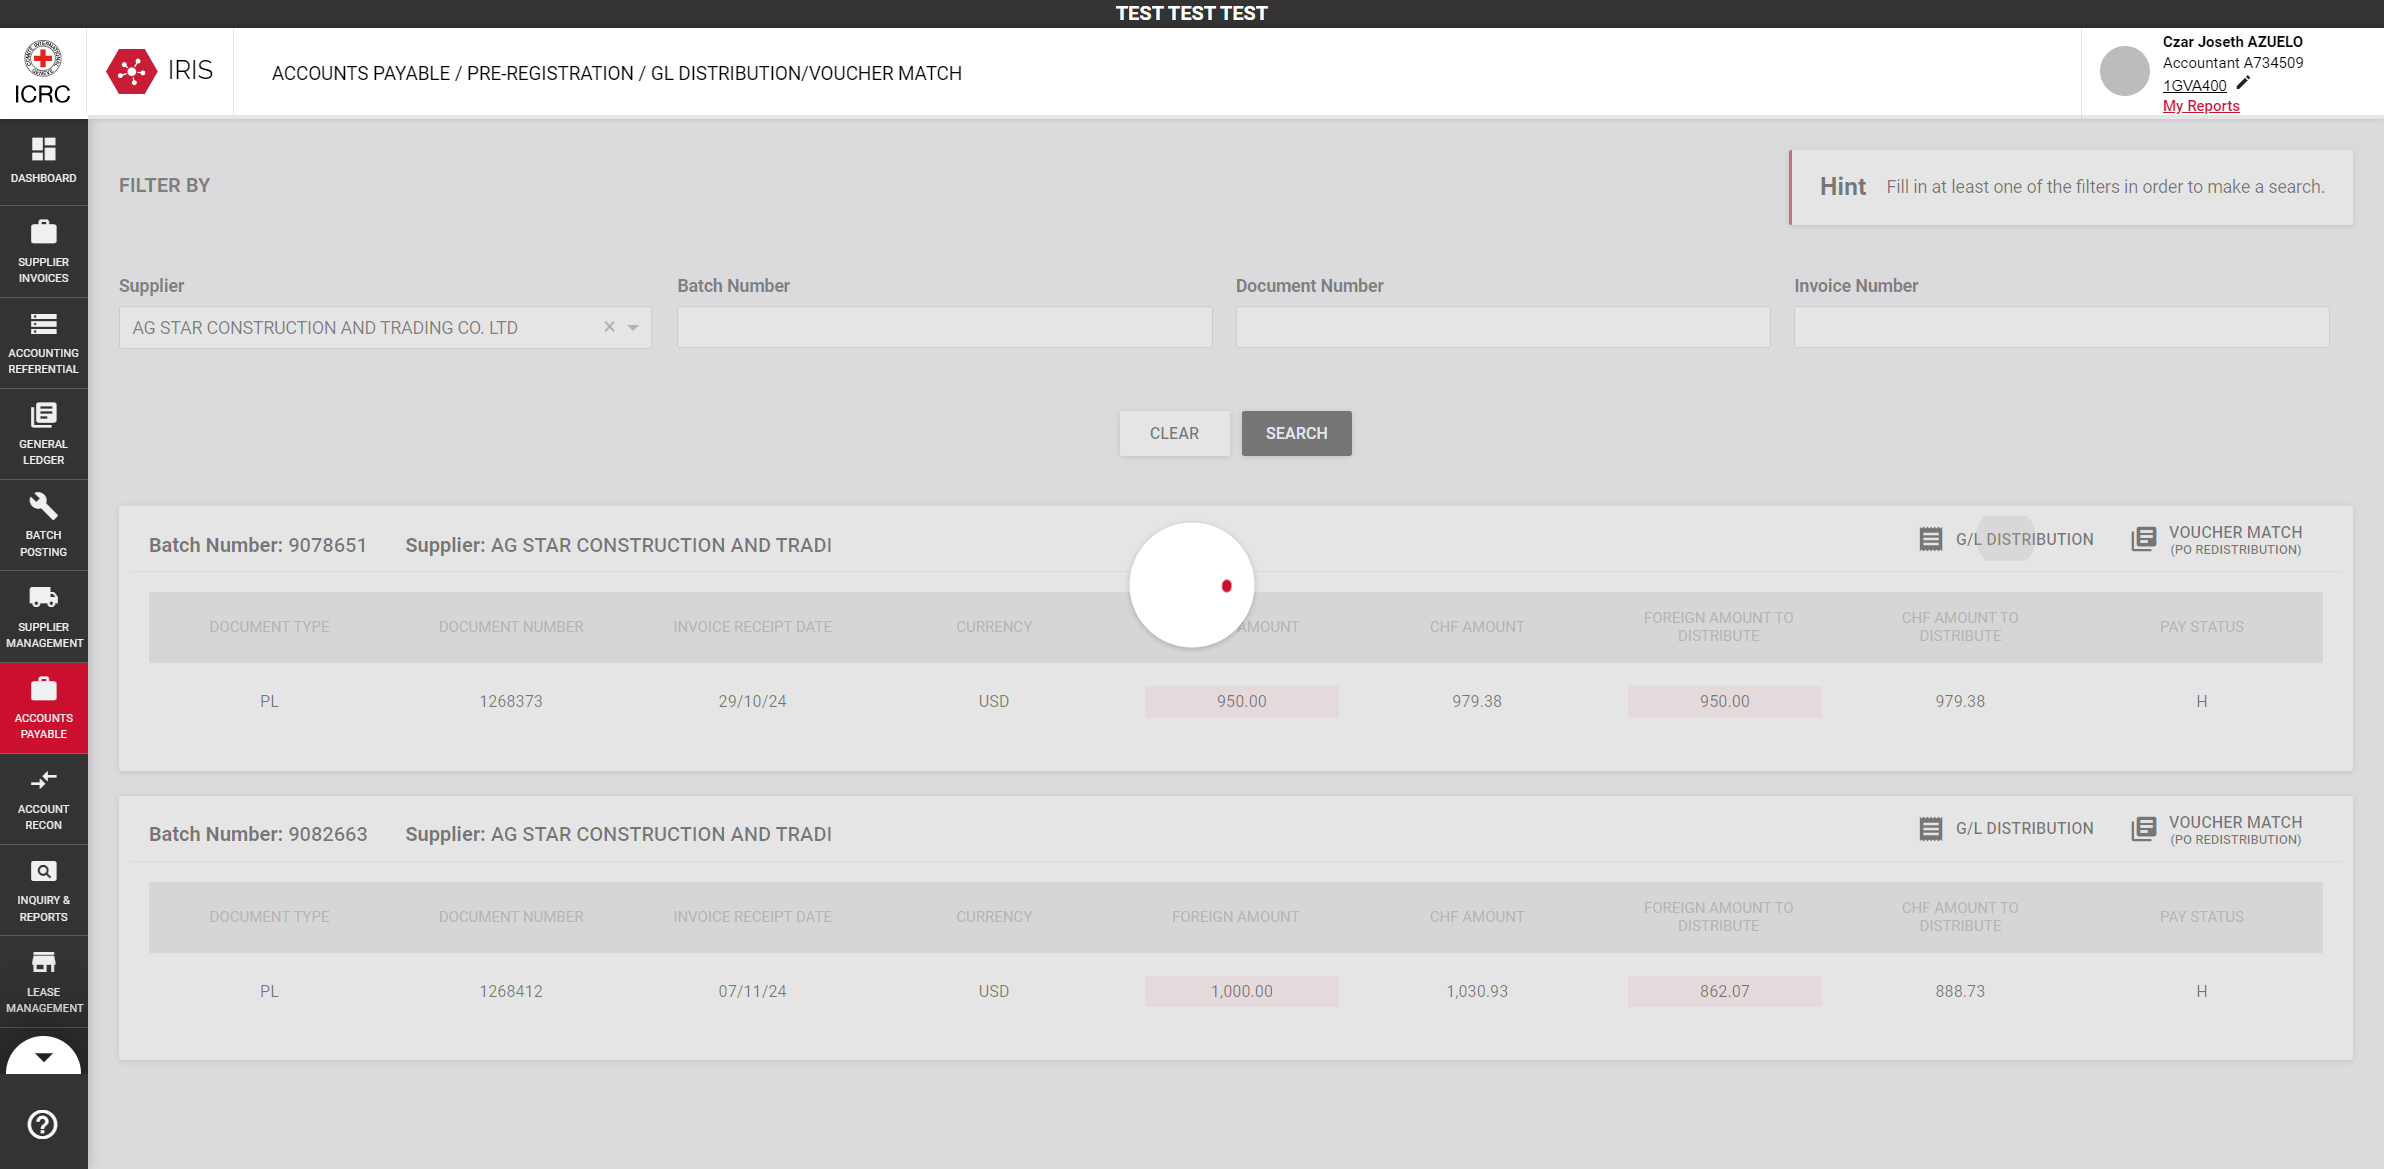 TEST TEST TEST
COMITE INTERNATIONAL GENEVE
ICRC
IRIS
ACCOUNTS PAYABLE / PRE-REGISTRATION / GL DISTRIBUTION/VOUCHER MATCH
Czar Joseth AZUELO
Accountant A734509
1GVA400
My Reports
DASHBOARD
SUPPLIER
INVOICES
ACCOUNTING
REFERENTIAL
GENERAL
LEDGER
BATCH
POSTING
SUPPLIER
MANAGEMENT
ACCOUNTS
PAYABLE
ACCOUNT
RECON
INQUIRY &
REPORTS
LEASE
MANAGEMENT
FILTER BY
Hint Fill in at least one of the filters in order to make a search.
Supplier Batch Number Document Number Invoice Number
AG STAR CONSTRUCTION AND TRADING CO. LTD
CLEAR SEARCH
Batch Number: 9078651 Supplier: AG STAR CONSTRUCTION AND TRADI G/L DISTRIBUTION VOUCHER MATCH
(PO REDISTRIBUTION)
DOCUMENT TYPE DOCUMENT NUMBER INVOICE RECEIPT DATE CURRENCY AMOUNT CHF AMOUNT FOREIGN AMOUNT TO DISTRIBUTE CHF AMOUNT TO DISTRIBUTE PAY STATUS
PL 1268373 29/10/24 USD 950.00 979.38 950.00 979.38 H
Batch Number: 9082663 Supplier: AG STAR CONSTRUCTION AND TRADI G/L DISTRIBUTION VOUCHER MATCH
(PO REDISTRIBUTION)
DOCUMENT TYPE DOCUMENT NUMBER INVOICE RECEIPT DATE CURRENCY FOREIGN AMOUNT CHF AMOUNT FOREIGN AMOUNT TO DISTRIBUTE CHF AMOUNT TO DISTRIBUTE PAY STATUS
PL 1268412 07/11/24 USD 1,000.00 1,030.93 862.07 888.73 H